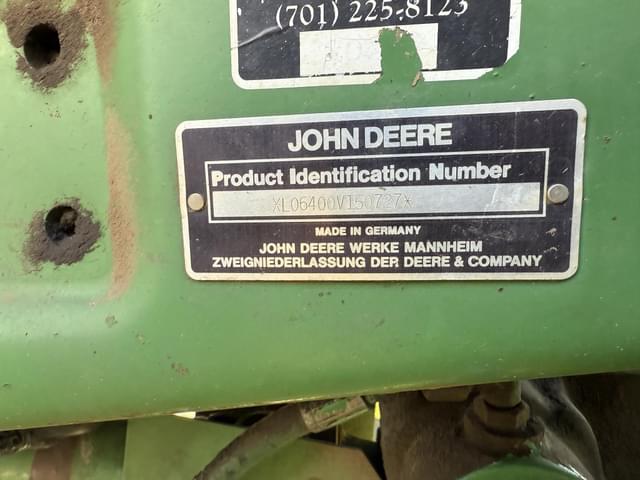 (701) 225-8123
JOHN DEERE
Product Identification Number
XL06400V150727X
MADE IN GERMANY
JOHN DEERE WERKE MANNHEIM
ZWEIGNIEDERLASSUNG DER DEERE & COMPANY